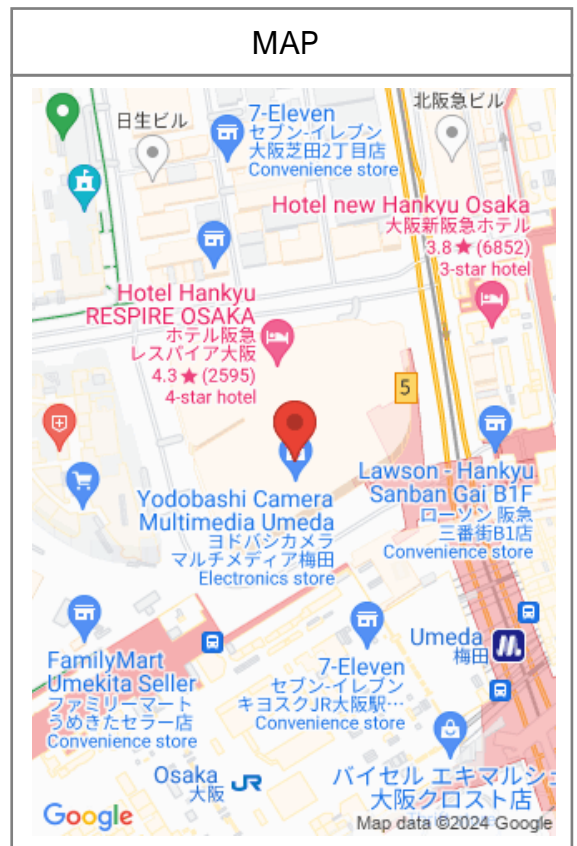 MAP
北阪急ビル
7-Eleven
セブン-イレブン
大阪芝田2丁目店
Convenience store
日生ビル
Hotel new Hankyu Osaka
大阪新阪急ホテル
3.8★(6852)
3-star hotel
Hotel Hankyu
RESPIRE OSAKA
ホテル阪急
レスパイア大阪
4.3★(2595)
4-star hotel
5
Lawson - Hankyu
Sanban Gai B1F
ローソン 阪急
三番街B1店
Convenience store
Yodobashi Camera
Multimedia Umeda
ヨドバシカメラ
マルチメディア梅田
Electronics store
Umeda
梅田
FamilyMart
Umekita Seller
ファミリーマート
うめきたセラー店
Convenience store
7-Eleven
セブン-イレブン
キヨスクJR大阪駅…
Convenience store
Osaka
大阪
JR
バイセル エキマルシェ
大阪クロスト店
Google
Map data ©2024 Google